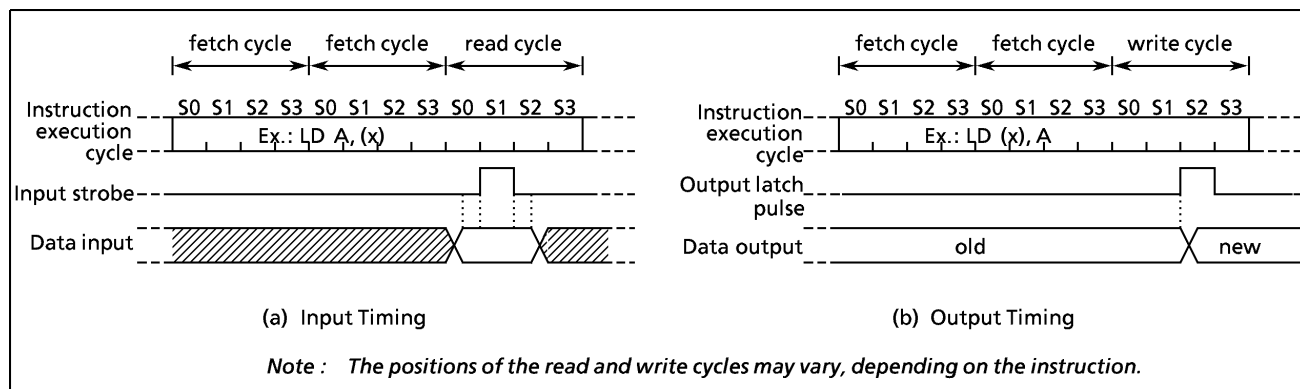 fetch cycle fetch cycle read cycle
S0 S1 S2 S3 S0 S1 S2 S3 S0 S1 S2 S3
Instruction
execution
cycle
Ex.: LD A, (x)
Input strobe
Data input
(a) Input Timing
fetch cycle fetch cycle write cycle
S0 S1 S2 S3 S0 S1 S2 S3 S0 S1 S2 S3
Instruction
execution
cycle
Ex.: LD (x), A
Output latch
pulse
Data output
old
new
(b) Output Timing
Note : The positions of the read and write cycles may vary, depending on the instruction.